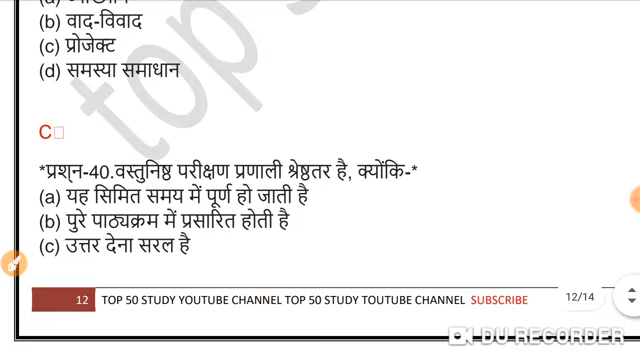 (b) वाद-विवाद
(c) प्रोजेक्ट
(d) समस्या समाधान
top
C□
*प्रश्न-40.वस्तुनिष्ठ परीक्षण प्रणाली श्रेष्ठतर है, क्योंकि-*
(a) यह सिमित समय में पूर्ण हो जाती है
(b) पुरे पाठ्यक्रम में प्रसारित होती है
(c) उत्तर देना सरल है
12 TOP 50 STUDY YOUTUBE CHANNEL TOP 50 STUDY TOUTUBE CHANNEL SUBSCRIBE
12/14
DU RECORDER